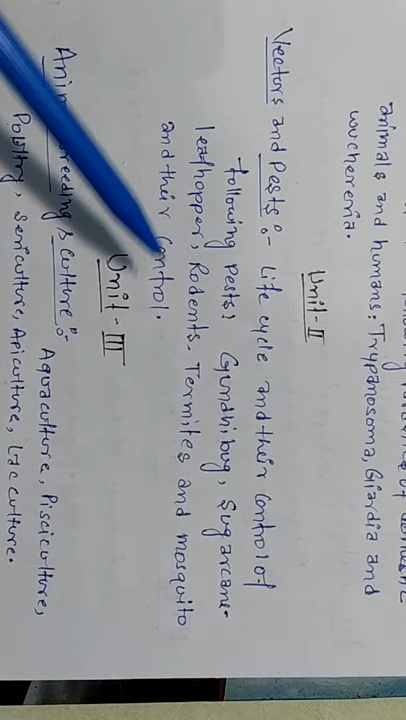 animals and humans: Trypanosoma, Giardia and
wuchereria.
Unit-II
Vectors and Pests:- Life cycle and their control of
following pests: Gundhibug, Sugarcane-
leafhopper, Rodents. Termites and mosquito
and their control.
Unit-III
breeding & culture:- Aquaculture, Pisciculture,
Poultry, Sericulture, Apiculture, Lac culture.